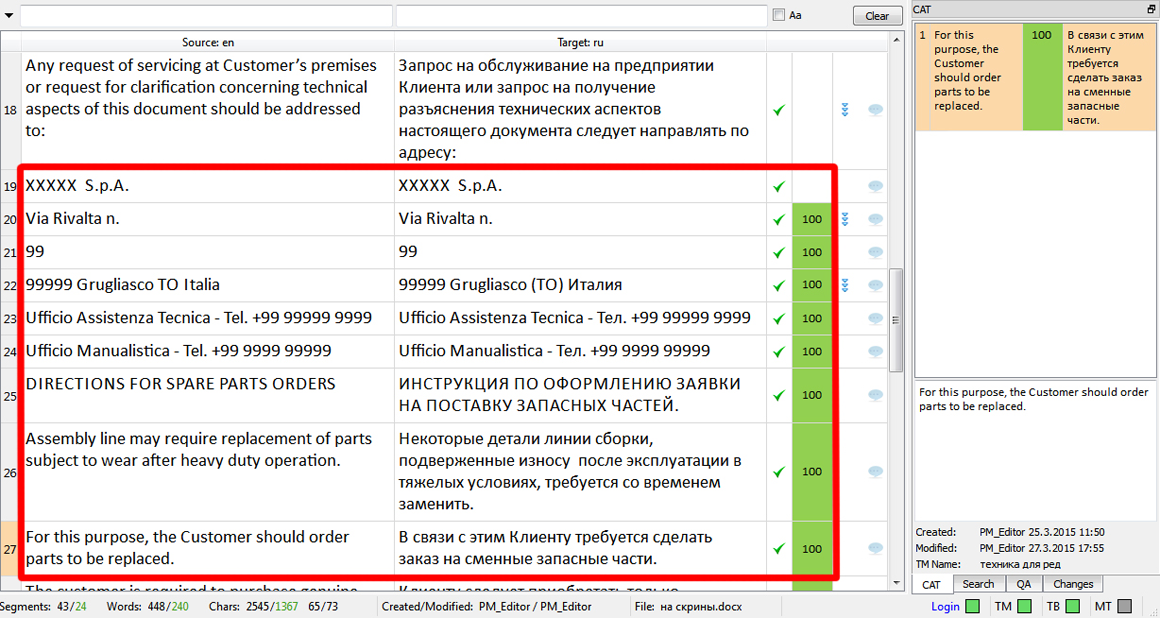 Aa
Clear
CAT
Source: en
Target: ru
18
Any request of servicing at Customer’s premises
or request for clarification concerning technical
aspects of this document should be addressed
to:
Запрос на обслуживание на предприятии
Клиента или запрос на получение
разъяснения технических аспектов
настоящего документа следует направлять по
адресу:
19
XXXXX  S.p.A.
XXXXX  S.p.A.
20
Via Rivalta n.
Via Rivalta n.
100
21
99
99
100
22
99999 Grugliasco TO Italia
99999 Grugliasco (TO) Италия
100
23
Ufficio Assistenza Tecnica - Tel. +99 99999 9999
Ufficio Assistenza Tecnica - Тел. +99 99999 9999
100
24
Ufficio Manualistica - Tel. +99 9999 99999
Ufficio Manualistica - Тел. +99 9999 99999
100
25
DIRECTIONS FOR SPARE PARTS ORDERS
ИНСТРУКЦИЯ ПО ОФОРМЛЕНИЮ ЗАЯВКИ
НА ПОСТАВКУ ЗАПАСНЫХ ЧАСТЕЙ.
100
26
Assembly line may require replacement of parts
subject to wear after heavy duty operation.
Некоторые детали линии сборки,
подверженные износу  после эксплуатации в
тяжелых условиях, требуется со временем
заменить.
100
27
For this purpose, the Customer should order
parts to be replaced.
В связи с этим Клиенту требуется сделать
заказ на сменные запасные части.
100
The customer is required to purchase genuine
Клиенту следует приобретать только
1
For this
purpose, the
Customer
should order
parts to be
replaced.
100
В связи с этим
Клиенту
требуется
сделать заказ
на сменные
запасные
части.
For this purpose, the Customer should order
parts to be replaced.
Created: PM_Editor 25.3.2015 11:50
Modified: PM_Editor 27.3.2015 17:55
TM Name: техника для ред
CAT Search QA Changes
Segments: 43/24 Words: 448/240 Chars: 2545/1367 65/73 Created/Modified: PM_Editor / PM_Editor File: на скрины.docx Login TM TB MT